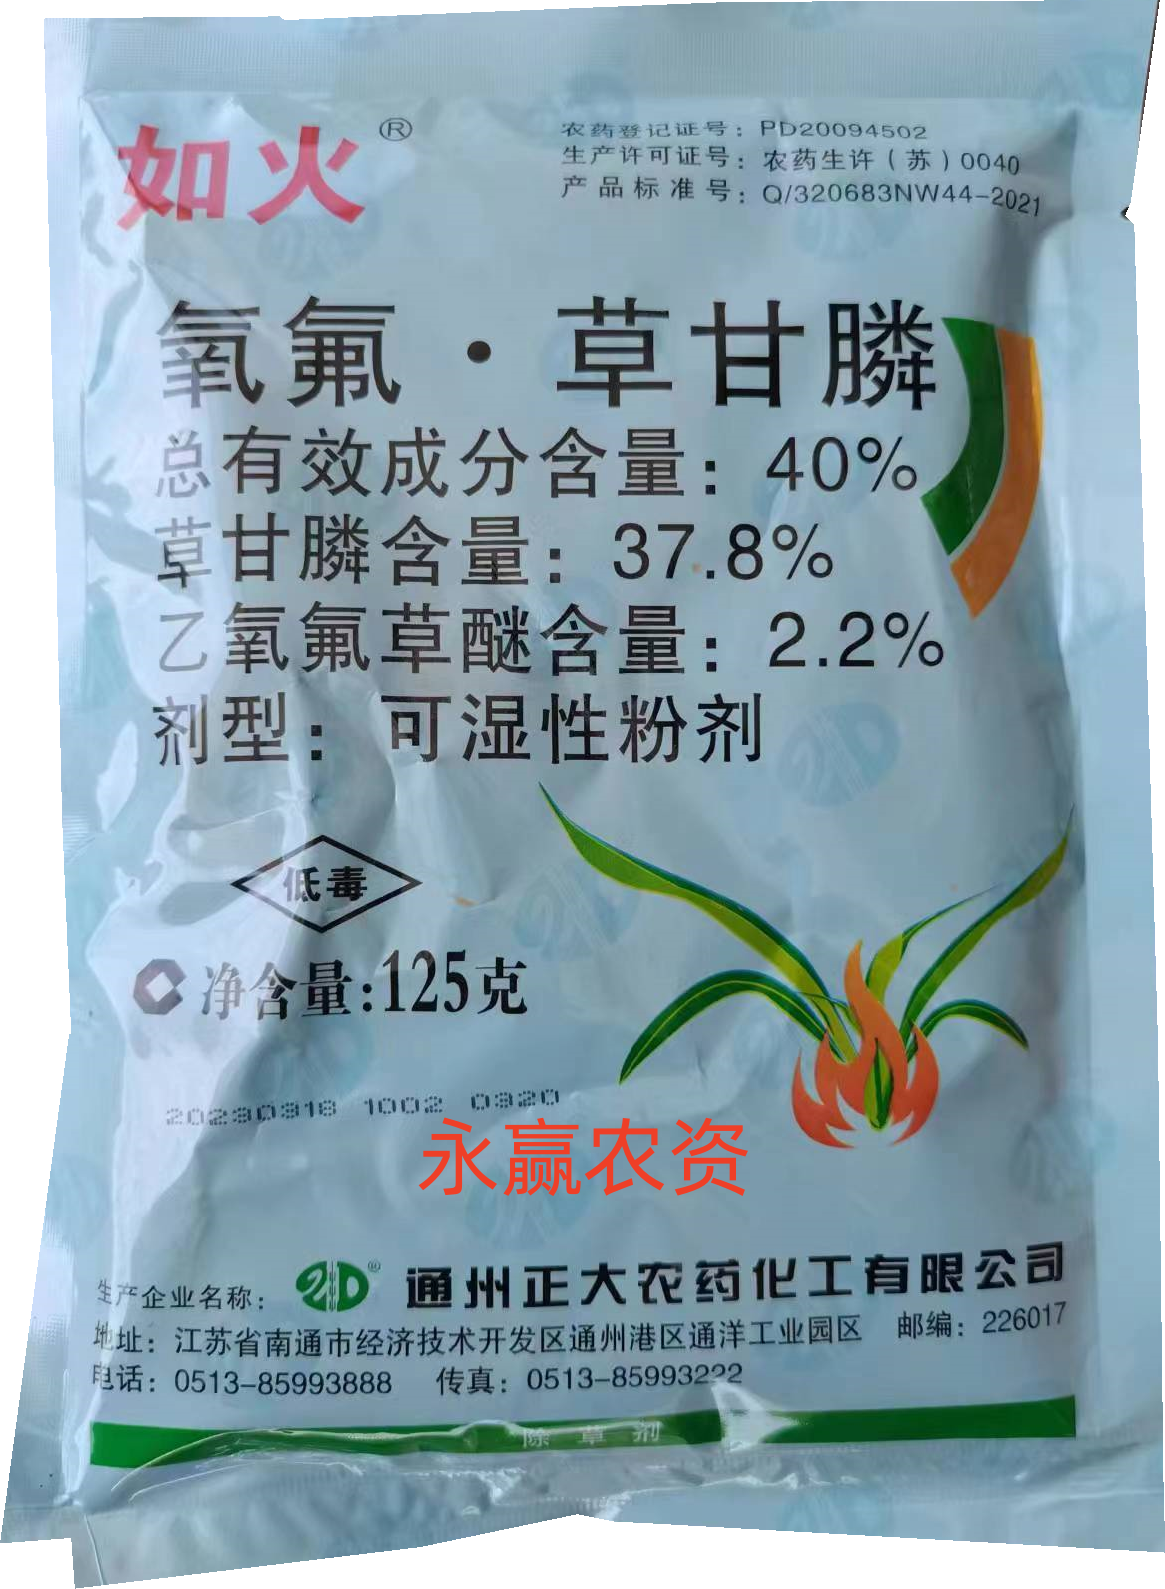 如火®
农药登记证号：PD20094502
生产许可证号：农药生许（苏）0040
产品标准号：Q/320683NW44-2021
氧氟·草甘膦
总有效成分含量：40%
草甘膦含量：37.8%
乙氧氟草醚含量：2.2%
剂型：可湿性粉剂
低毒
净含量:125克
20230318 1002 0320
永赢农资
生产企业名称：ZD® 通州正大农药化工有限公司
地址：江苏省南通市经济技术开发区通州港区通洋工业园区 邮编：226017
电话：0513-85993888 传真：0513-85993222
除草剂